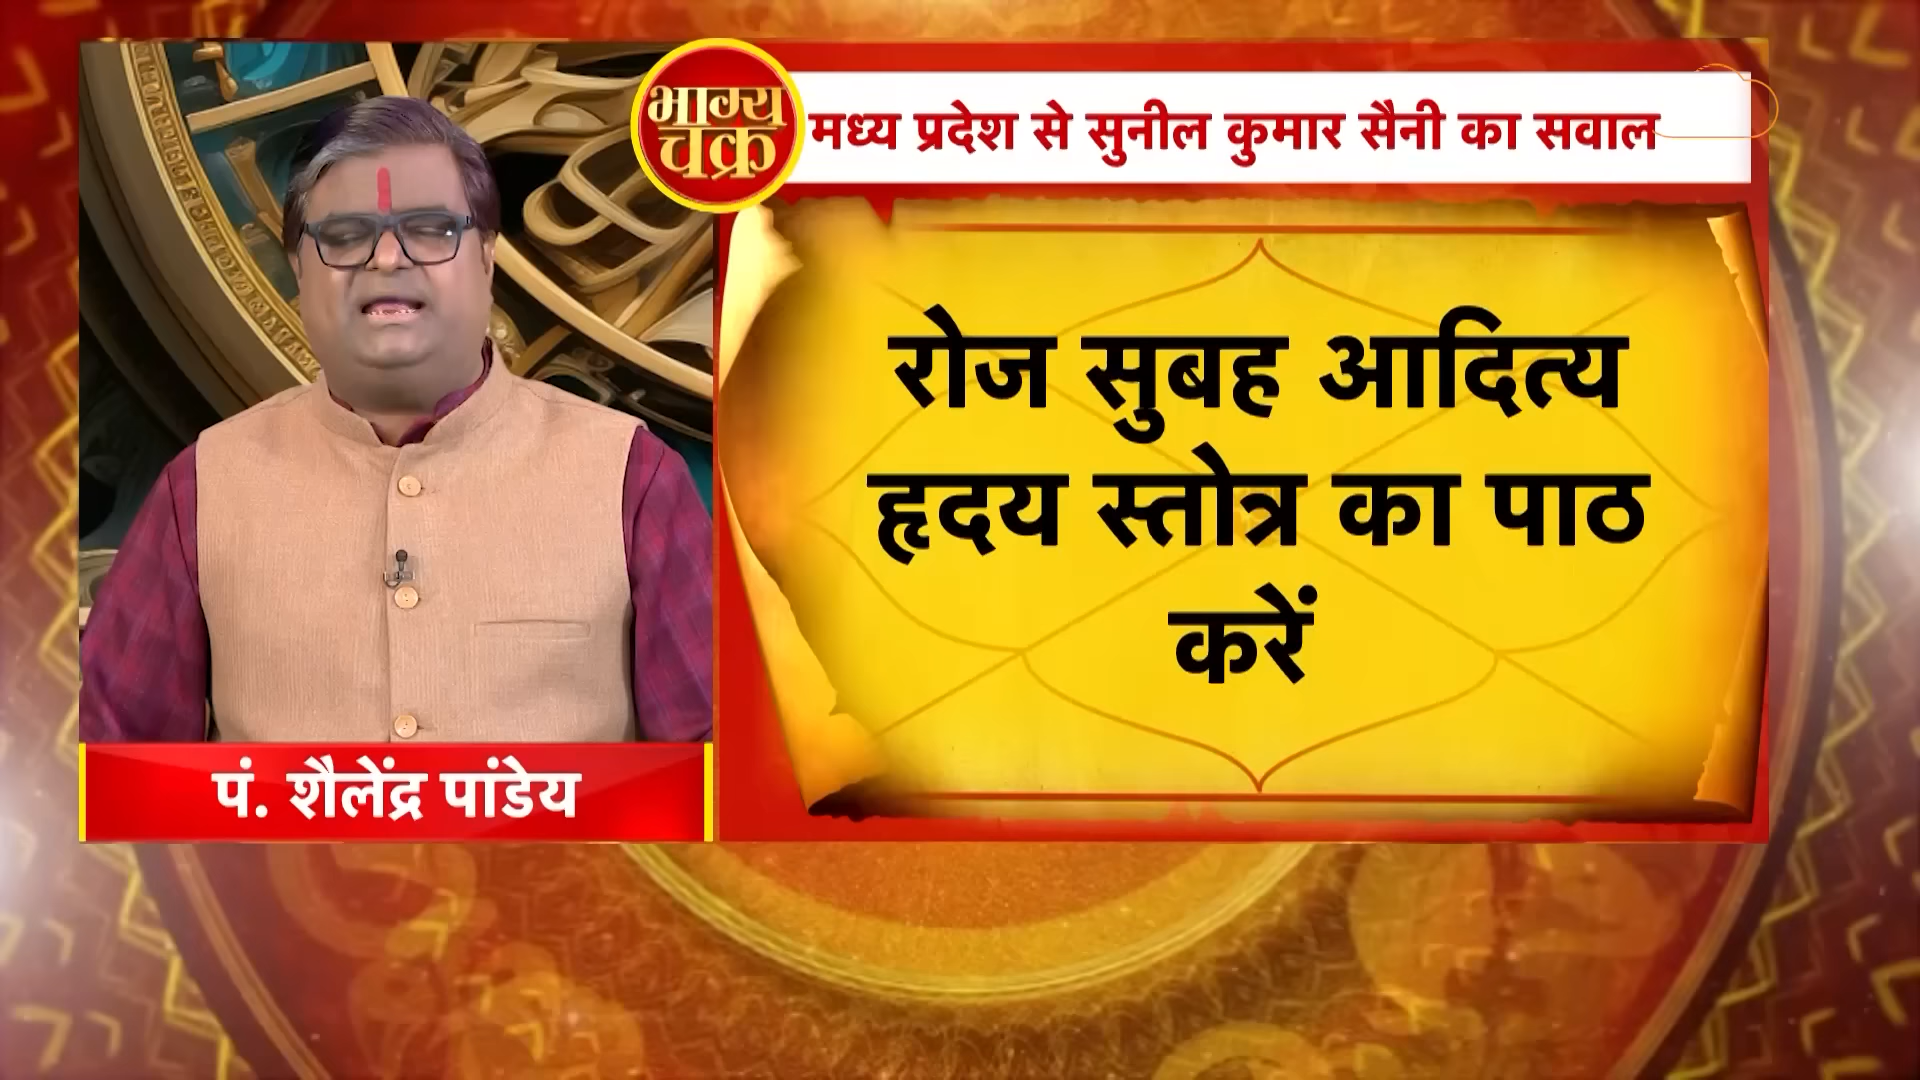 भाग्य
चक्र
मध्य प्रदेश से सुनील कुमार सैनी का सवाल
रोज सुबह आदित्य
हृदय स्तोत्र का पाठ
करें
पं. शैलेंद्र पांडेय